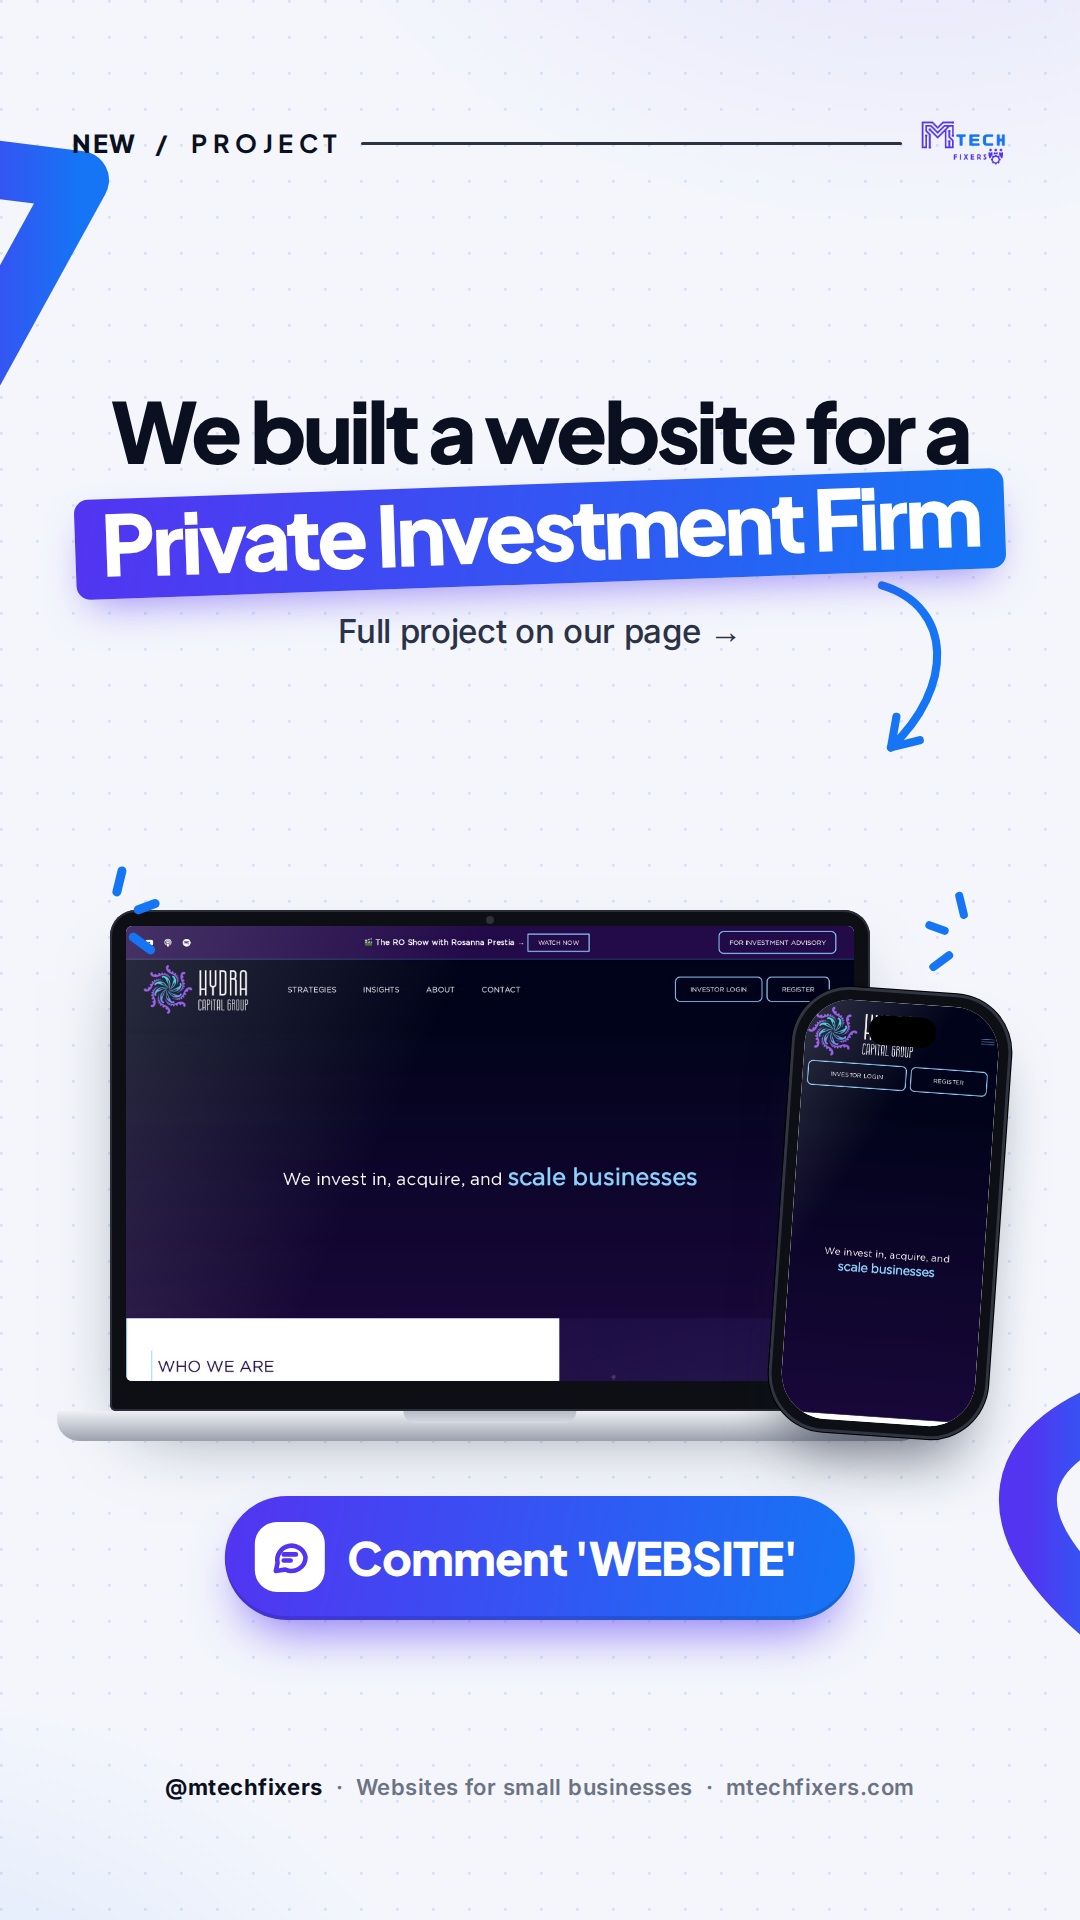 NEW / PROJECT
MTECH
FIXERS
We built a website for a
Private Investment Firm
Full project on our page →
The RO Show with Rosanna Prestia → WATCH NOW
FOR INVESTMENT ADVISORY
HYDRA
CAPITAL GROUP
STRATEGIES INSIGHTS ABOUT CONTACT
INVESTOR LOGIN REGISTER
We invest in, acquire, and scale businesses
WHO WE ARE
CAPITAL GROUP
INVESTOR LOGIN REGISTER
We invest in, acquire, and
scale businesses
Comment 'WEBSITE'
@mtechfixers · Websites for small businesses · mtechfixers.com